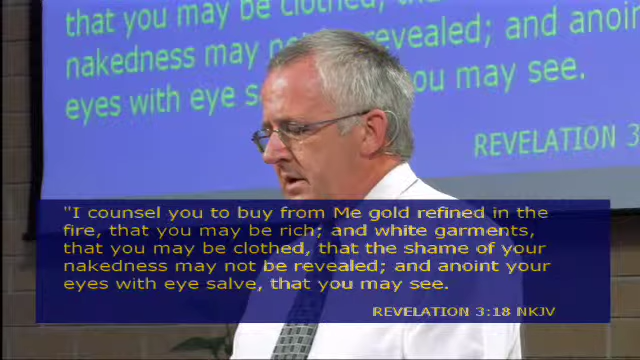 that you may be clothed, tha
nakedness may not be revealed; and anoint
eyes with eye s you may see.
REVELATION 3
"I counsel you to buy from Me gold refined in the
fire, that you may be rich; and white garments,
that you may be clothed, that the shame of your
nakedness may not be revealed; and anoint your
eyes with eye salve, that you may see.
REVELATION 3:18 NKJV